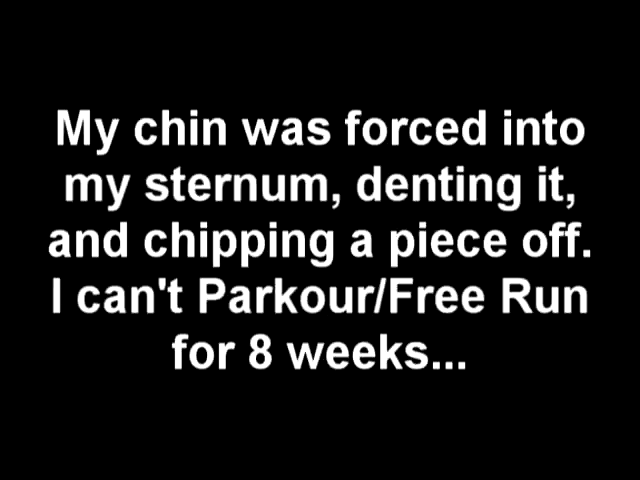 My chin was forced into
my sternum, denting it,
and chipping a piece off.
I can't Parkour/Free Run
for 8 weeks...